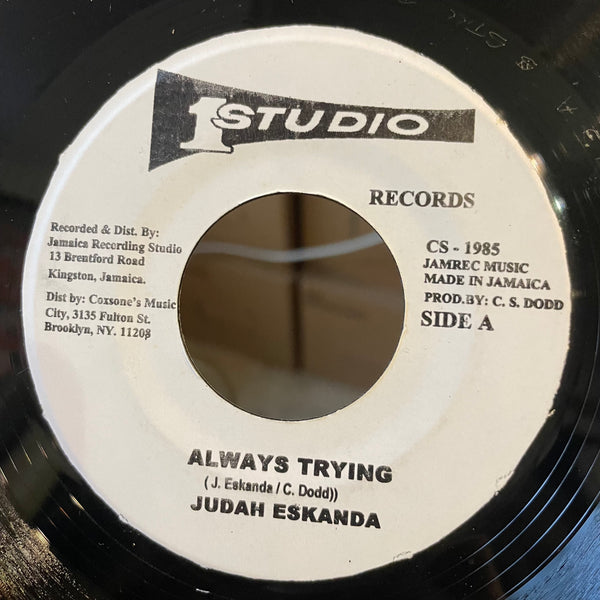 1 STUDIO
RECORDS
Recorded & Dist. By:
Jamaica Recording Studio
13 Brentford Road
Kingston, Jamaica.
Dist by: Coxsone's Music
City, 3135 Fulton St.
Brooklyn, NY. 11208
CS - 1985
JAMREC MUSIC
MADE IN JAMAICA
PROD.BY: C. S. DODD
SIDE A
ALWAYS TRYING
( J. Eskanda / C. Dodd))
JUDAH ESKANDA